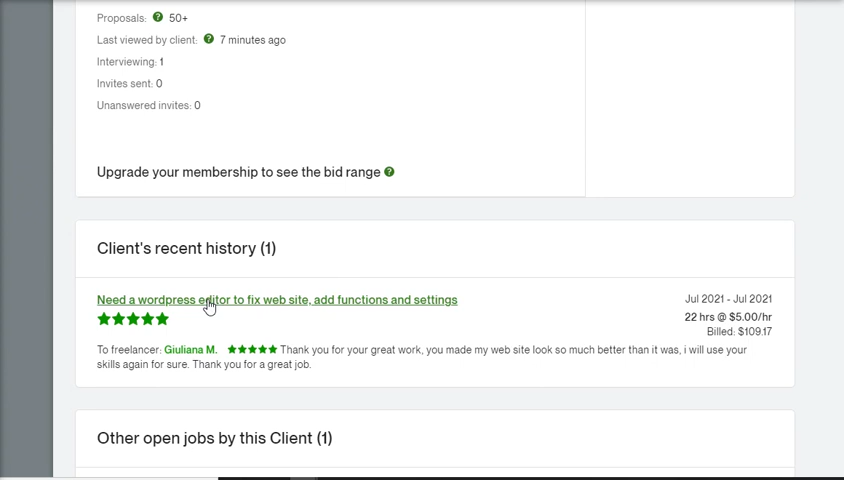 Proposals: ? 50+
Last viewed by client: ? 7 minutes ago
Interviewing: 1
Invites sent: 0
Unanswered invites: 0
Upgrade your membership to see the bid range ?
Client's recent history (1)
Need a wordpress editor to fix web site, add functions and settings
Jul 2021 - Jul 2021
22 hrs @ $5.00/hr
Billed: $109.17
To freelancer: Giuliana M. Thank you for your great work, you made my web site look so much better than it was, i will use your
skills again for sure. Thank you for a great job.
Other open jobs by this Client (1)